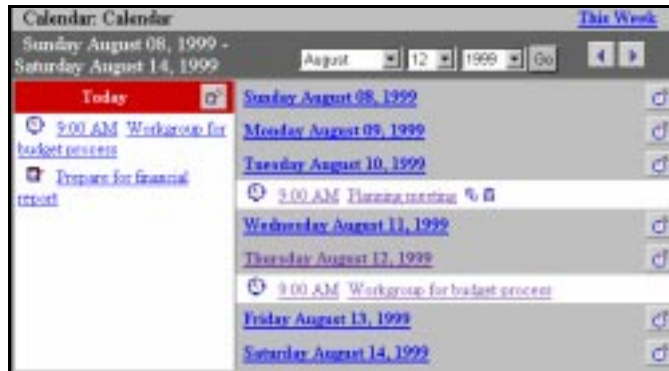 Calendar: Calendar
This Week
Sunday August 08, 1999 -
Saturday August 14, 1999
August 12 1999 Go
Today
9:00 AM Workgroup for
budget process
Prepare for financial
report
Sunday August 08, 1999
Monday August 09, 1999
Tuesday August 10, 1999
9:00 AM Planning meeting
Wednesday August 11, 1999
Thursday August 12, 1999
9:00 AM Workgroup for budget process
Friday August 13, 1999
Saturday August 14, 1999